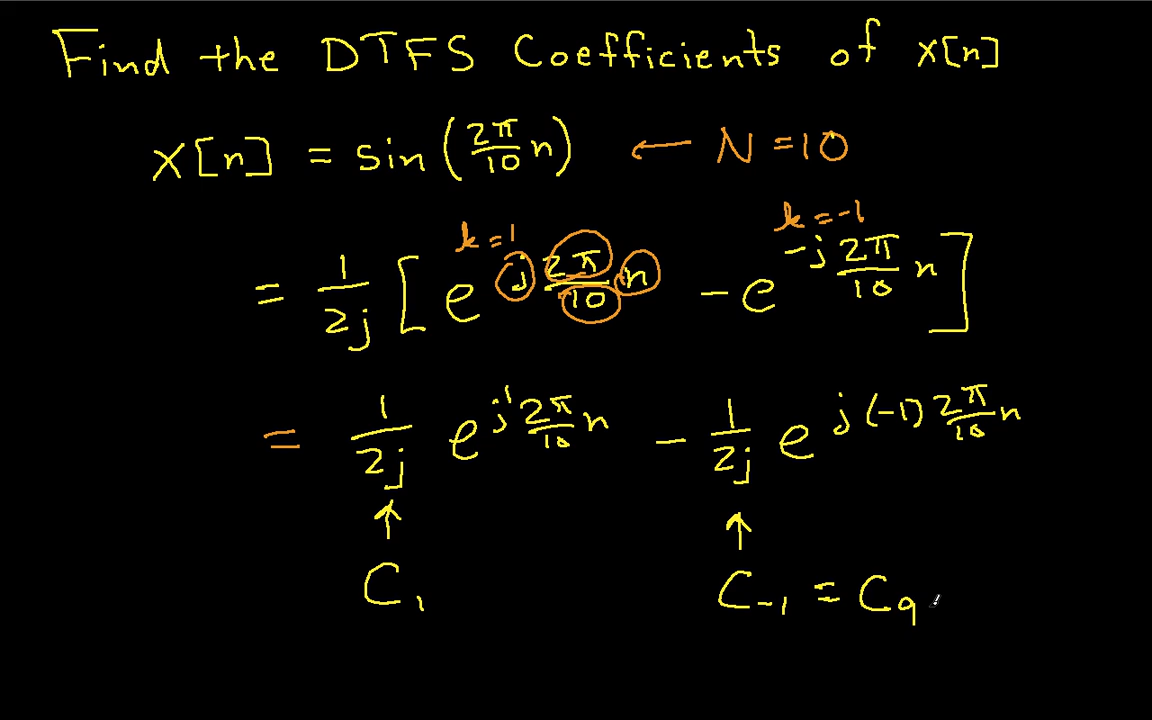 Find the DTFS Coefficients of x[n]
x[n] = sin(2π/10 n) ← N = 10
k = 1 k = -1
= 1/2j [e^(j 2π/10 n) - e^(-j 2π/10 n)]
= 1/2j e^(j1 2π/10 n) - 1/2j e^(j(-1) 2π/10 n)
↑ ↑
C₁ C₋₁ = C₉